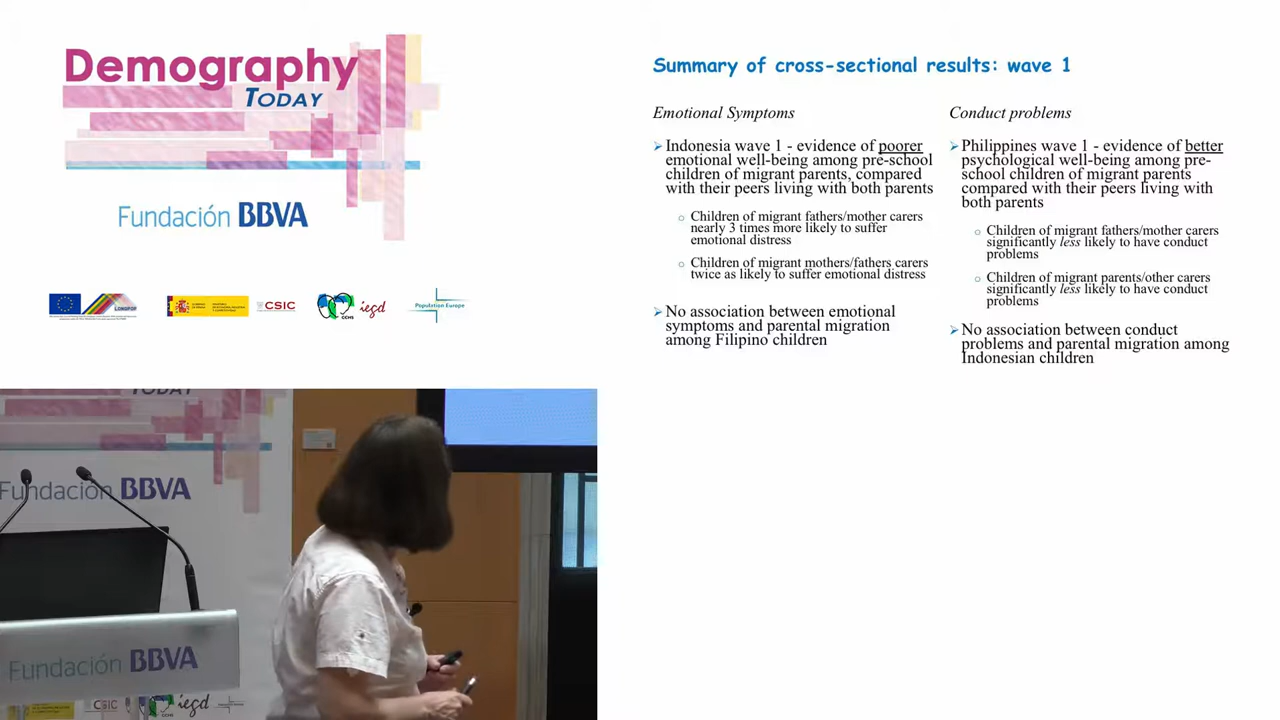 Demography
TODAY
Fundación BBVA
CSIC
CCHS
iegd
Population Europe
Summary of cross-sectional results: wave 1
Emotional Symptoms
Indonesia wave 1 - evidence of poorer
emotional well-being among pre-school
children of migrant parents, compared
with their peers living with both parents
Children of migrant fathers/mother carers
nearly 3 times more likely to suffer
emotional distress
Children of migrant mothers/fathers carers
twice as likely to suffer emotional distress
No association between emotional
symptoms and parental migration
among Filipino children
Conduct problems
Philippines wave 1 - evidence of better
psychological well-being among pre-
school children of migrant parents
compared with their peers living with
both parents
Children of migrant fathers/mother carers
significantly less likely to have conduct
problems
Children of migrant parents/other carers
significantly less likely to have conduct
problems
No association between conduct
problems and parental migration among
Indonesian children
TODAY
Fundación BBVA
Fundación BBVA
CSIC
iegd